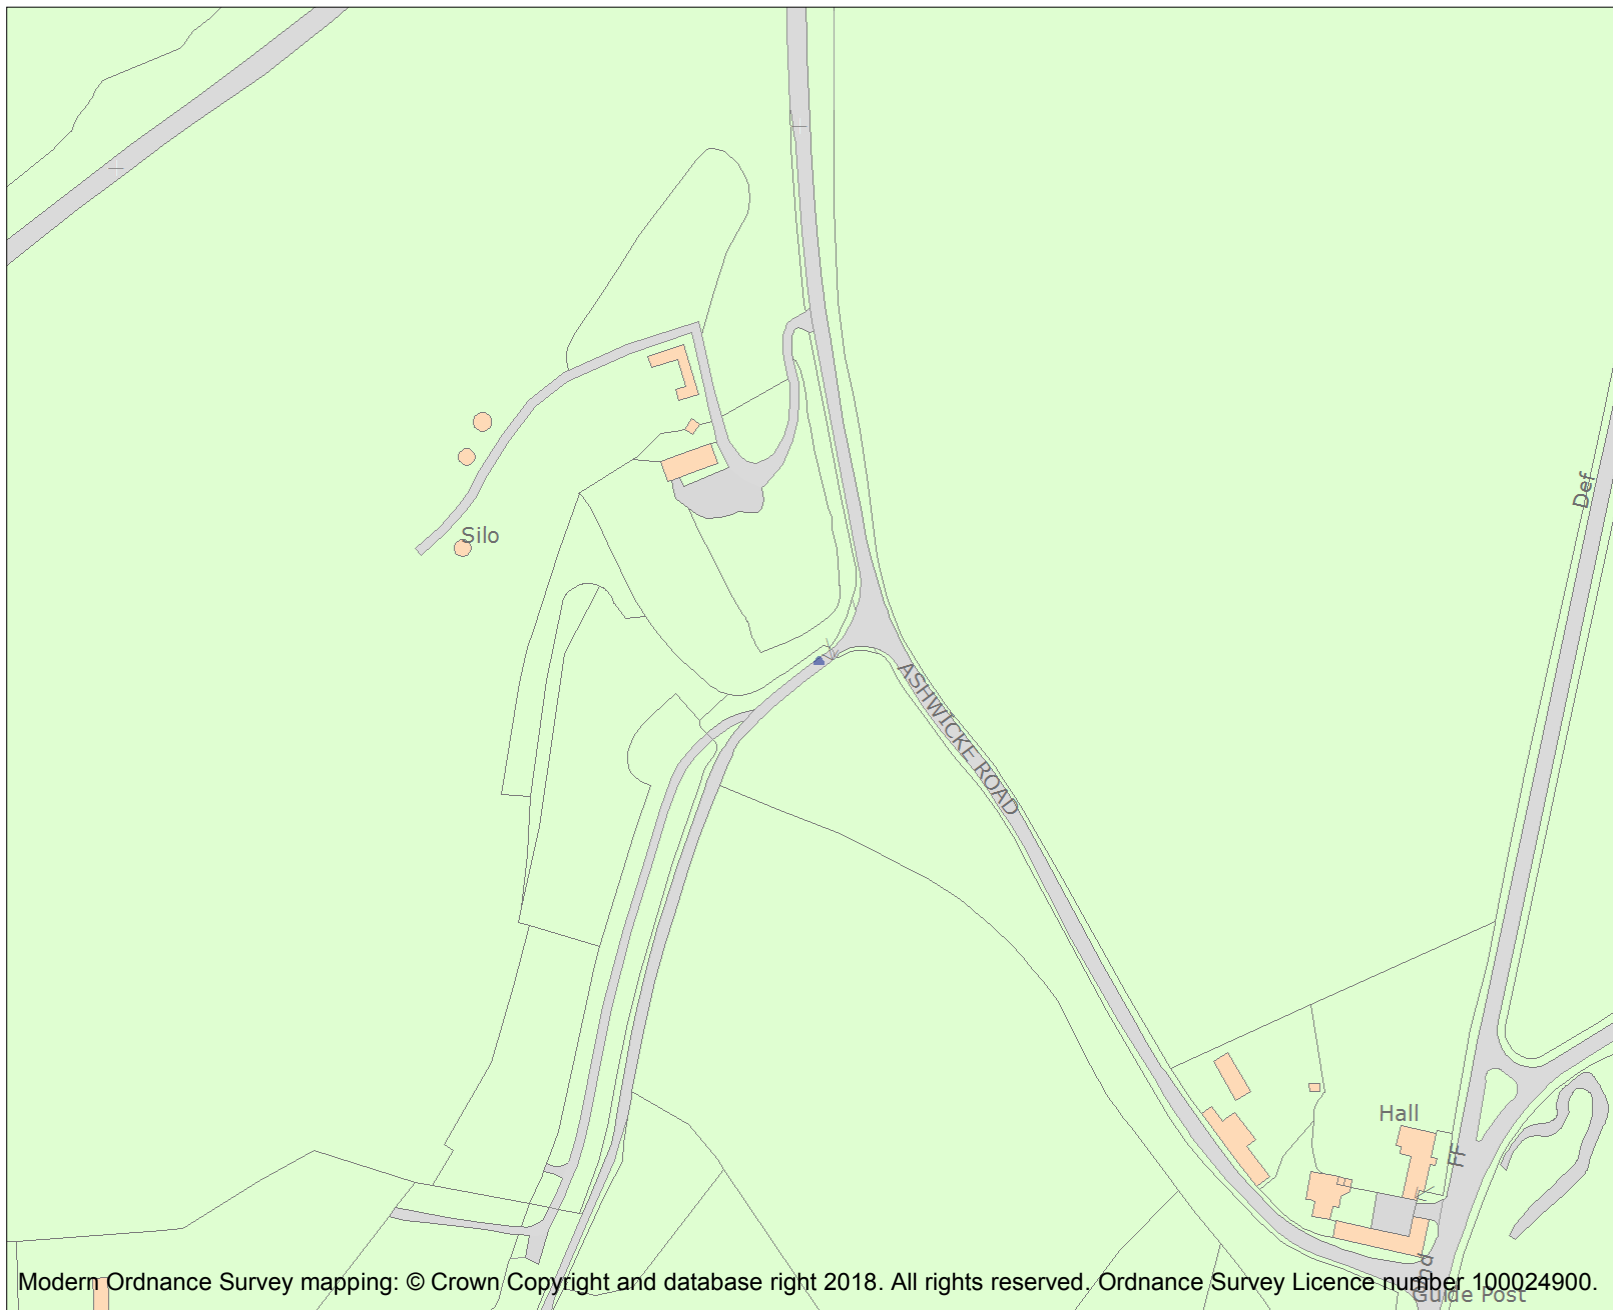 Def
Silo
ASHWICKE ROAD
Hall
FF
Und
Modern Ordnance Survey mapping: © Crown Copyright and database right 2018. All rights reserved. Ordnance Survey Licence number 100024900.
Guide Post